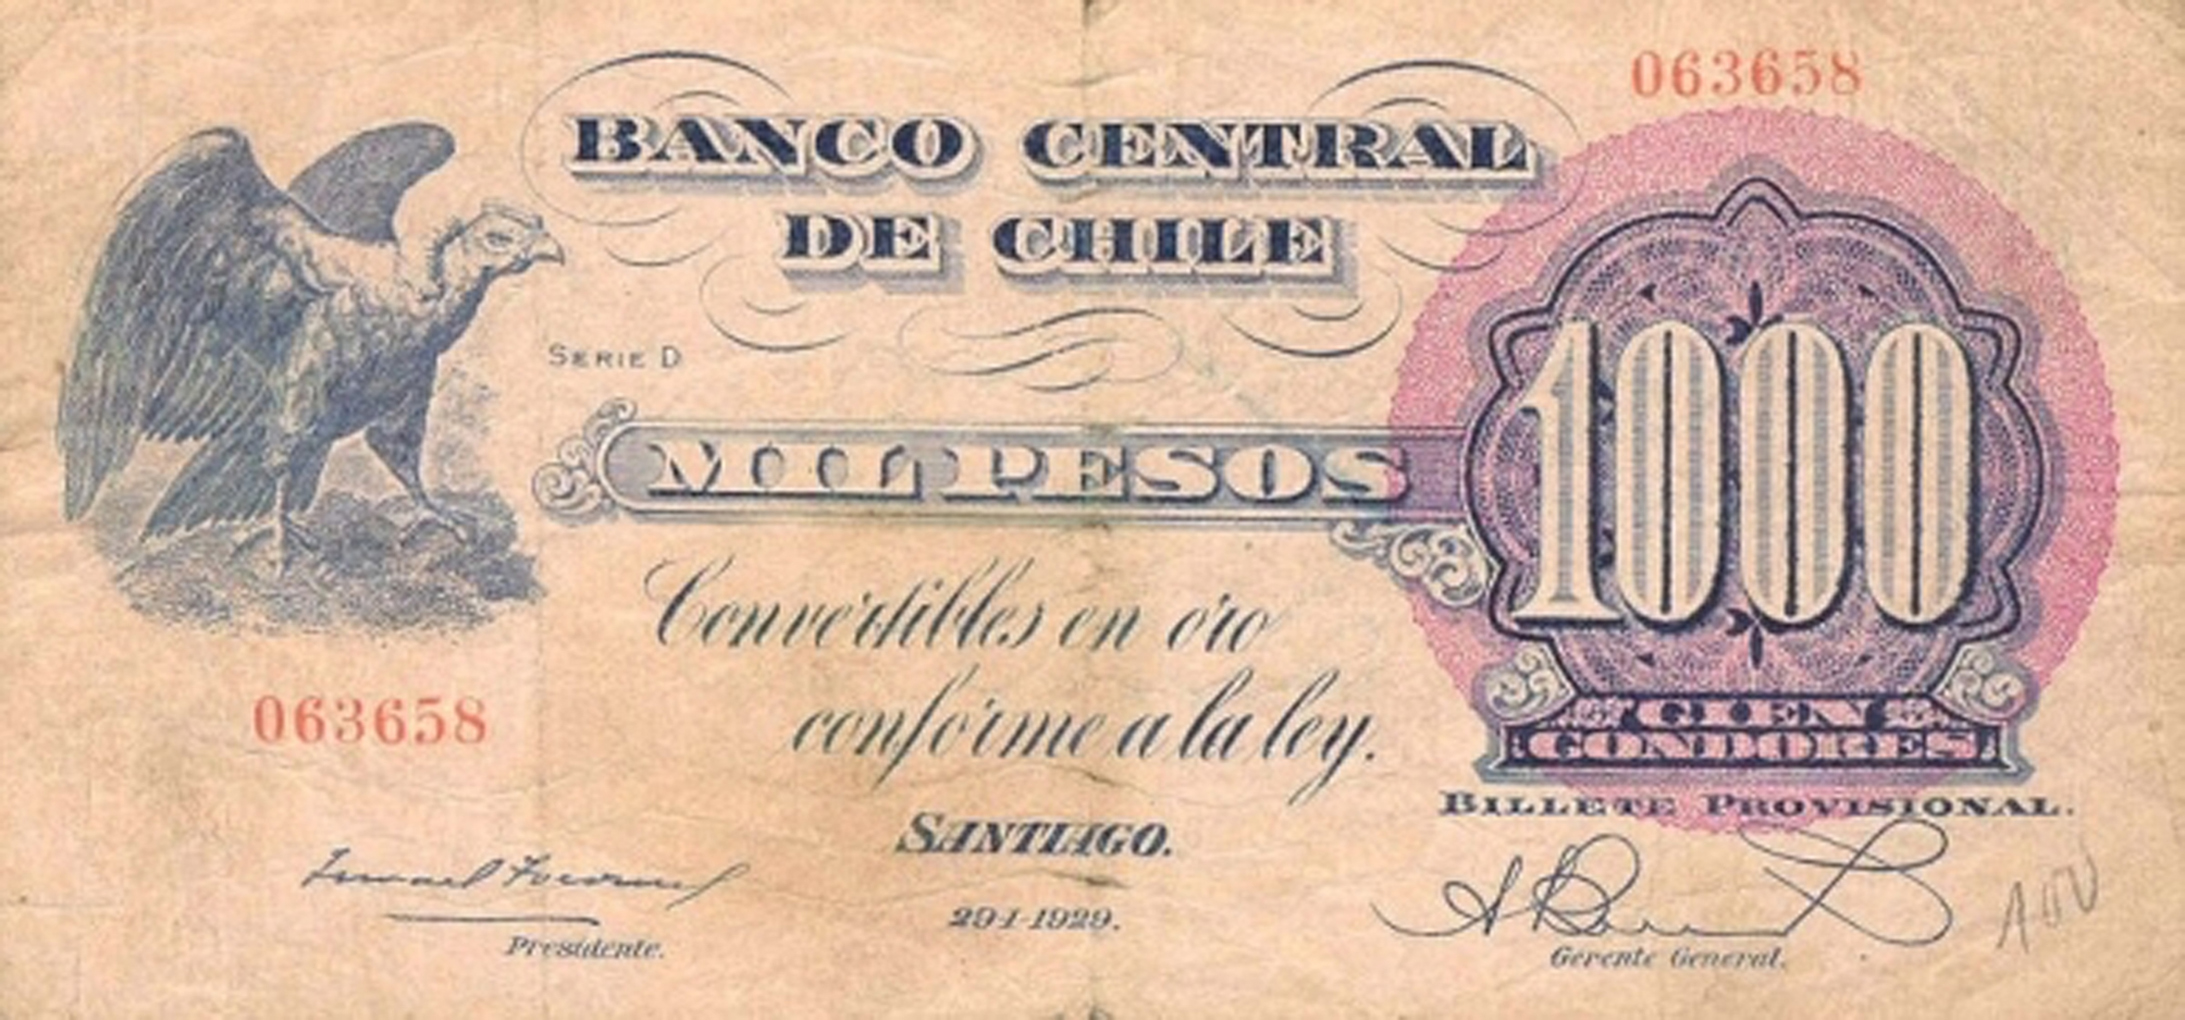 063658
BANCO CENTRAL
DE CHILE
SERIE D
MIL PESOS
1000
Convertibles en oro
conforme a la ley.
063658
CIEN
CONDORES
BILLETE PROVISIONAL.
SANTIAGO.
29-1-1929.
Presidente.
Gerente General.